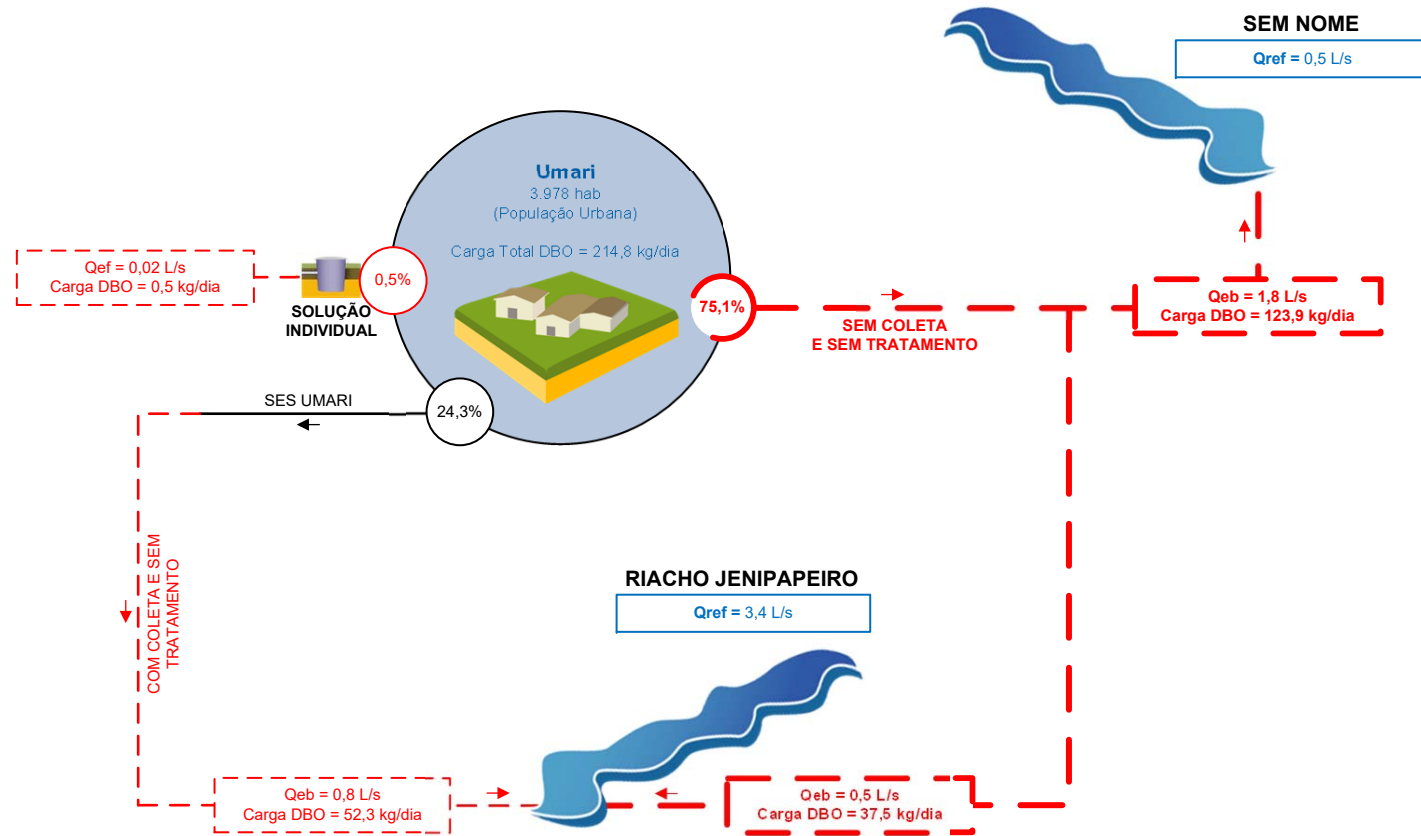 SEM NOME
Qref = 0,5 L/s
Umari
3.978 hab
(População Urbana)
Carga Total DBO = 214,8 kg/dia
Qef = 0,02 L/s
Carga DBO = 0,5 kg/dia
0,5%
SOLUÇÃO
INDIVIDUAL
75,1%
SEM COLETA
E SEM TRATAMENTO
Qeb = 1,8 L/s
Carga DBO = 123,9 kg/dia
SES UMARI
24,3%
COM COLETA E SEM
TRATAMENTO
RIACHO JENIPAPEIRO
Qref = 3,4 L/s
Qeb = 0,8 L/s
Carga DBO = 52,3 kg/dia
Qeb = 0,5 L/s
Carga DBO = 37,5 kg/dia